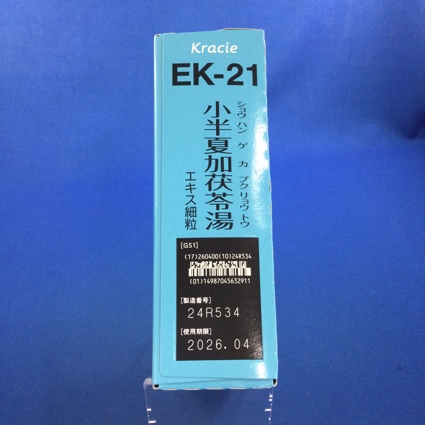 Kracie
EK-21
小半夏加茯苓湯
ショウ ハン ゲ カ ブクリョウ トウ
エキス細粒
[GS1]
(17)260400(10)24R534
(01)14987045632911
[製造番号]
24R534
[使用期限]
2026.04